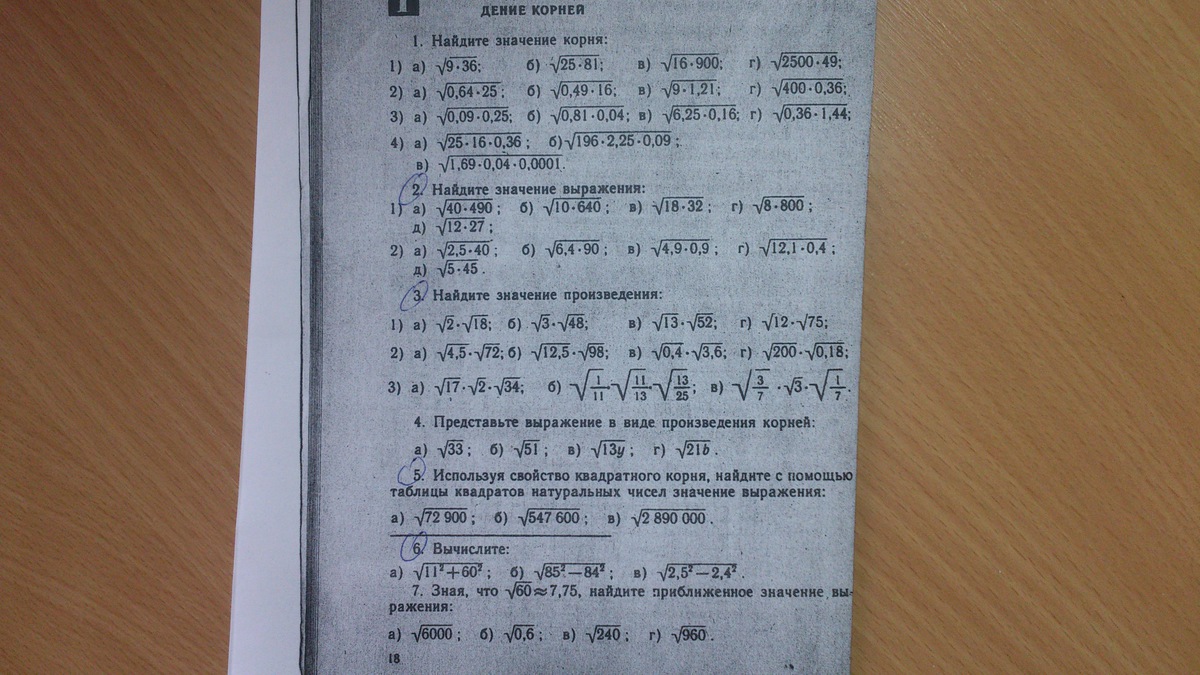 1
ДЕНИЕ КОРНЕЙ
1. Найдите значение корня:
1) а) √9·36; б) √25·81; в) √16·900; г) √2500·49;
2) а) √0,64·25; б) √0,49·16; в) √9·1,21; г) √400·0,36;
3) а) √0,09·0,25; б) √0,81·0,04; в) √6,25·0,16; г) √0,36·1,44;
4) а) √25·16·0,36; б) √196·2,25·0,09;
в) √1,69·0,04·0,0001.
2. Найдите значение выражения:
1) а) √40·490; б) √10·640; в) √18·32; г) √8·800;
д) √12·27;
2) а) √2,5·40; б) √6,4·90; в) √4,9·0,9; г) √12,1·0,4;
д) √5·45.
3. Найдите значение произведения:
1) а) √2·√18; б) √3·√48; в) √13·√52; г) √12·√75;
2) а) √4,5·√72; б) √12,5·√98; в) √0,4·√3,6; г) √200·√0,18;
3) а) √17·√2·√34; б) √1/11·√11/13·√13/25; в) √3/7·√3·√1/7.
4. Представьте выражение в виде произведения корней:
а) √33; б) √51; в) √13y; г) √21b.
5. Используя свойство квадратного корня, найдите с помощью
таблицы квадратов натуральных чисел значение выражения:
а) √72 900; б) √547 600; в) √2 890 000.
6. Вычислите:
а) √11²+60²; б) √85²−84²; в) √2,5²−2,4².
7. Зная, что √60≈7,75, найдите приближенное значение вы-
ражения:
а) √6000; б) √0,6; в) √240; г) √960.
18